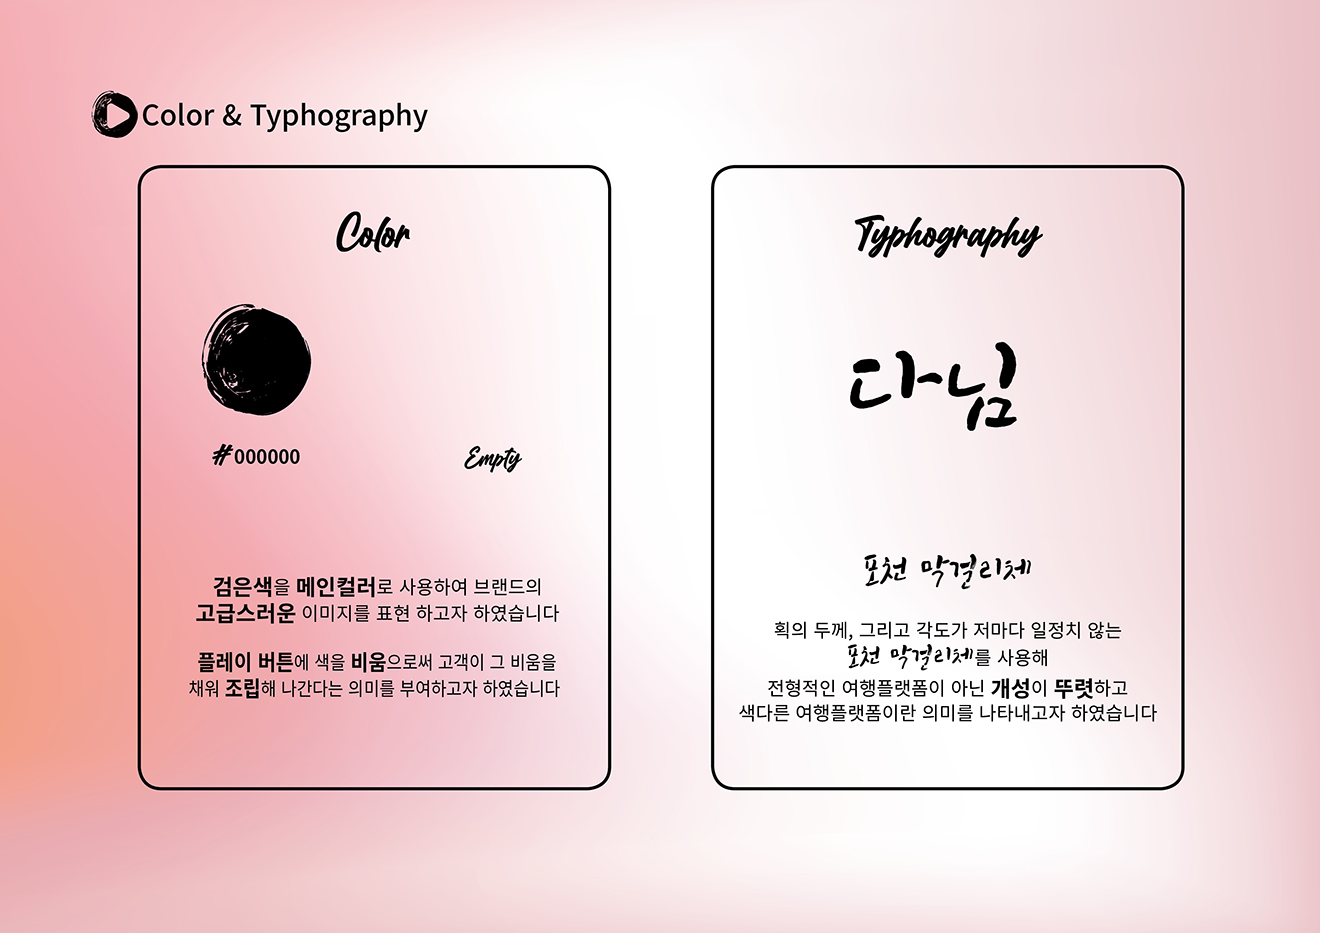 Color & Typhography
Color
#000000
Empty
검은색을 메인컬러로 사용하여 브랜드의
고급스러운 이미지를 표현 하고자 하였습니다
플레이 버튼에 색을 비움으로써 고객이 그 비움을
채워 조립해 나간다는 의미를 부여하고자 하였습니다
Typhography
다님
포천 막걸리체
획의 두께, 그리고 각도가 저마다 일정치 않는
포천 막걸리체를 사용해
전형적인 여행플랫폼이 아닌 개성이 뚜렷하고
색다른 여행플랫폼이란 의미를 나타내고자 하였습니다